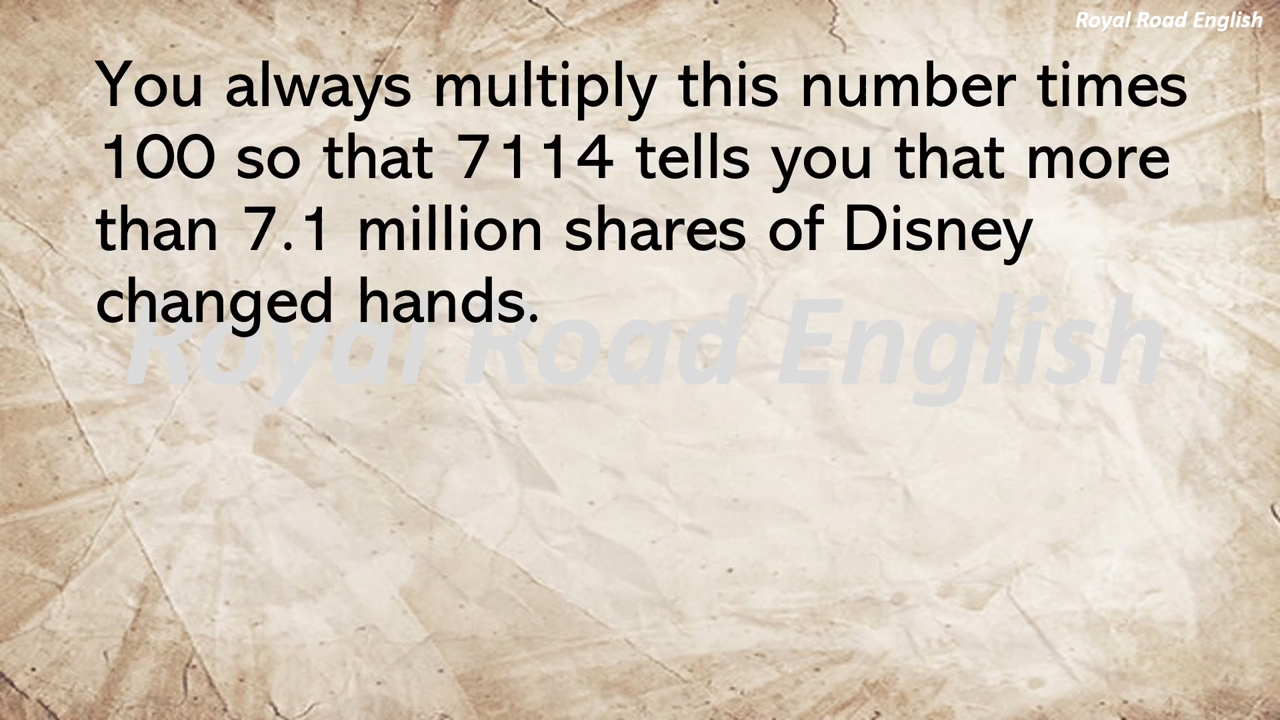 Royal Road English
You always multiply this number times
100 so that 7114 tells you that more
than 7.1 million shares of Disney
changed hands.
Royal Road English